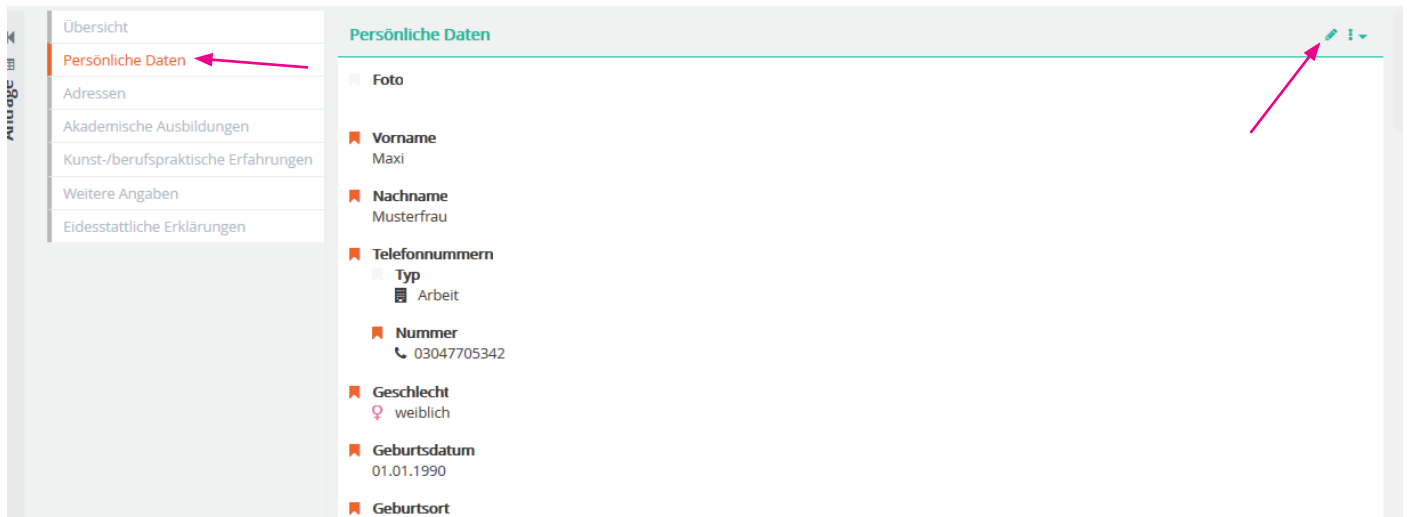 Anträge
Übersicht
Persönliche Daten
Adressen
Akademische Ausbildungen
Kunst-/berufspraktische Erfahrungen
Weitere Angaben
Eidesstattliche Erklärungen
Persönliche Daten
Foto
Vorname
Maxi
Nachname
Musterfrau
Telefonnummern
Typ
Arbeit
Nummer
03047705342
Geschlecht
weiblich
Geburtsdatum
01.01.1990
Geburtsort